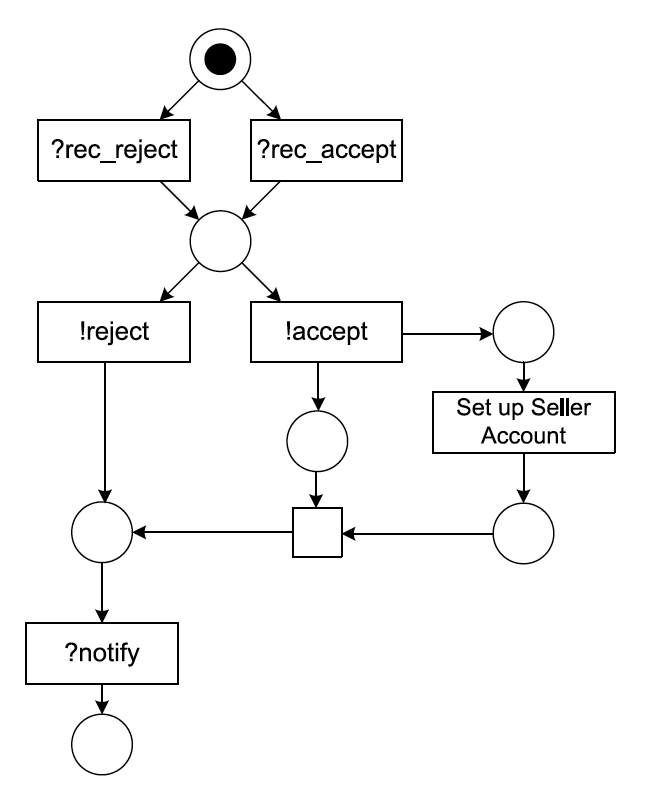 ?rec_reject
?rec_accept
!reject
!accept
Set up Seller
Account
?notify